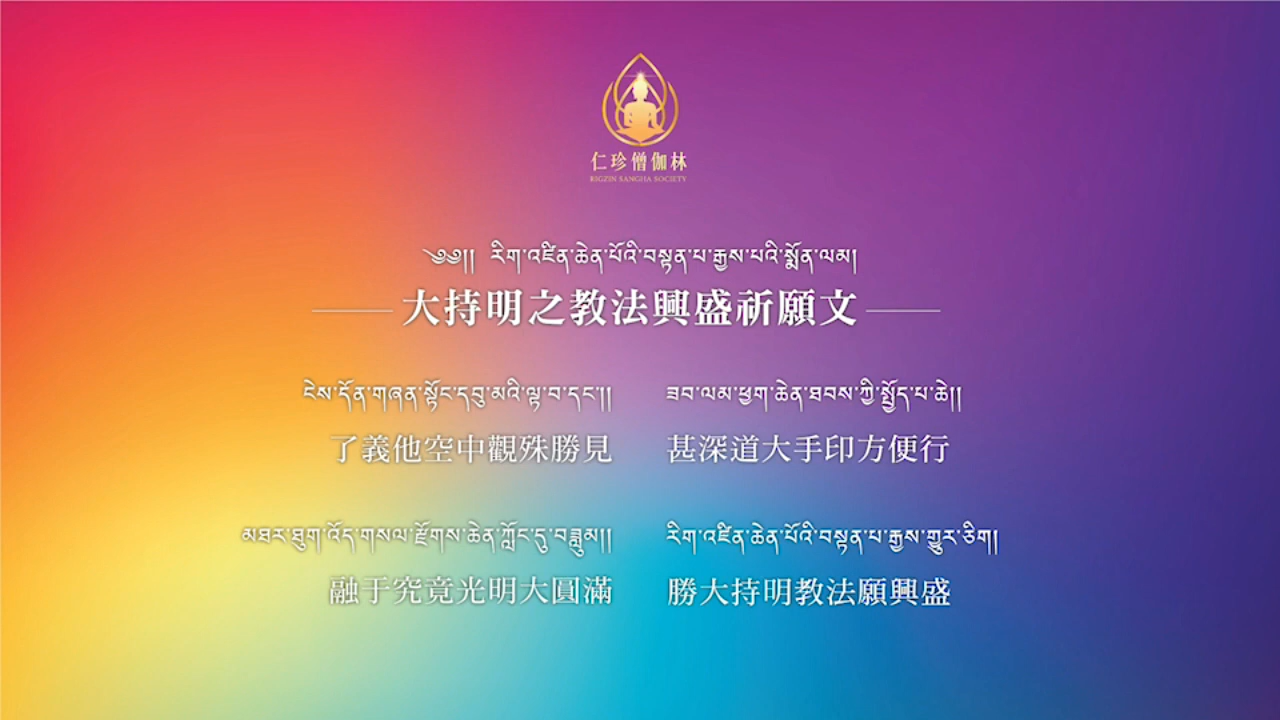 仁珍僧伽林
RIGZIN SANGHA SOCIETY
༄༅།། རིག་འཛིན་ཆེན་པོའི་བསྟན་པ་རྒྱས་པའི་སྨོན་ལམ།
大持明之教法興盛祈願文
ངེས་དོན་གཞན་སྟོང་དབུ་མའི་ལྟ་བ་དང་།། ཟབ་ལམ་ཕྱག་ཆེན་ཐབས་ཀྱི་སྤྱོད་པ་ཆེ།།
了義他空中觀殊勝見 甚深道大手印方便行
མཐར་ཐུག་འོད་གསལ་རྫོགས་ཆེན་ཀློང་དུ་བཟླུམ།། རིག་འཛིན་ཆེན་པོའི་བསྟན་པ་རྒྱས་གྱུར་ཅིག།
融于究竟光明大圓滿 勝大持明教法願興盛